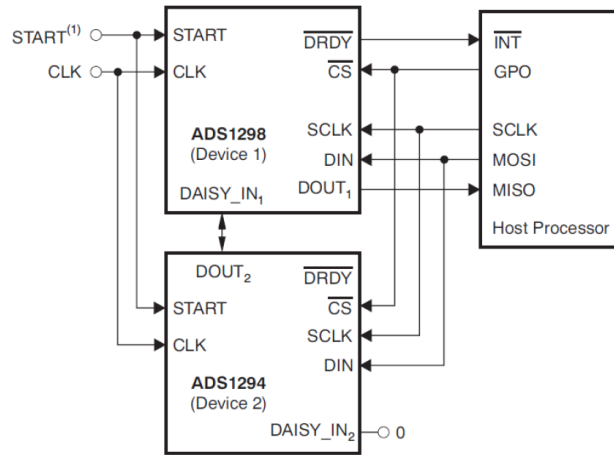 START(1)
CLK
START
CLK
DRDY
CS
ADS1298
(Device 1)
SCLK
DIN
DOUT1
DAISY_IN1
INT
GPO
SCLK
MOSI
MISO
Host Processor
DOUT2
START
CLK
DRDY
CS
SCLK
DIN
ADS1294
(Device 2)
DAISY_IN2
0